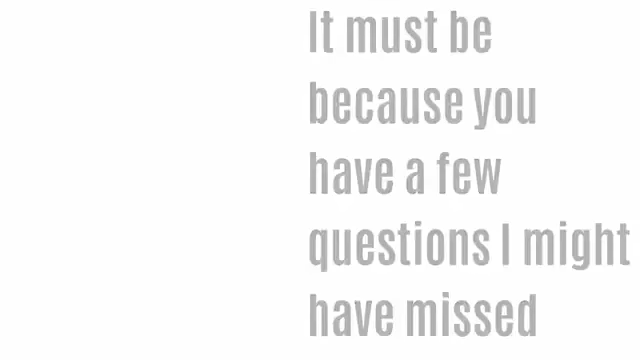 It must be
because you
have a few
questions I might
have missed